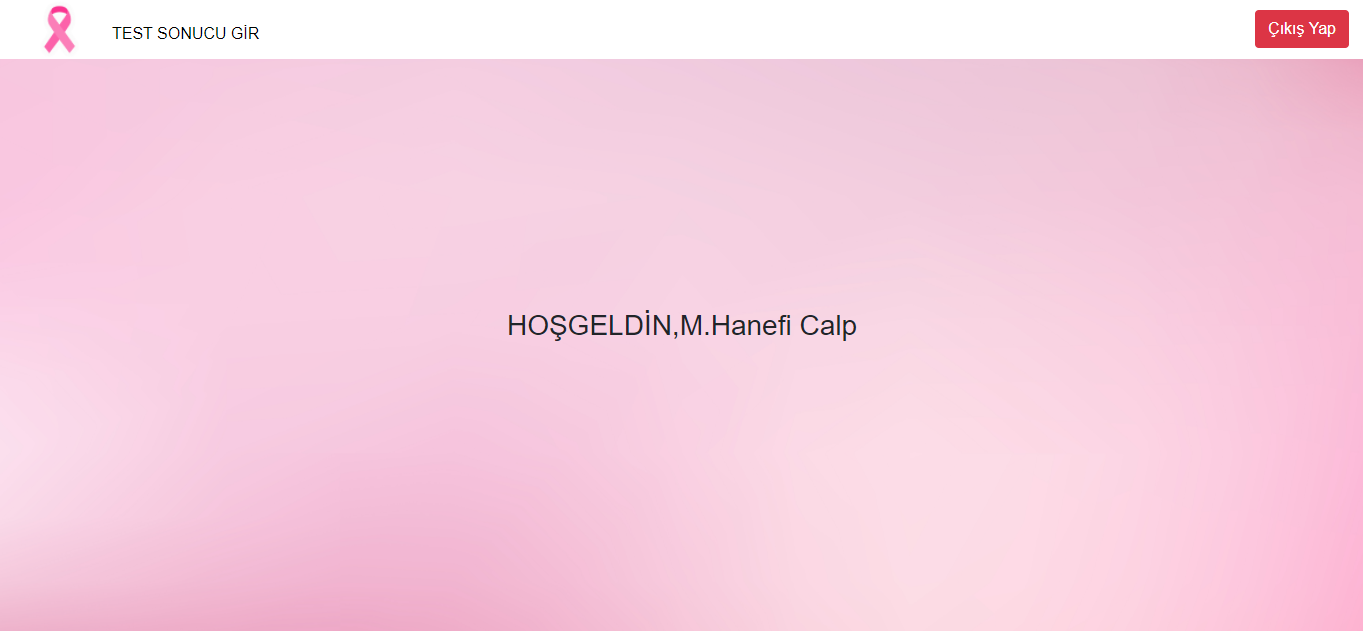 TEST SONUCU GİR
Çıkış Yap
HOŞGELDİN,M.Hanefi Calp